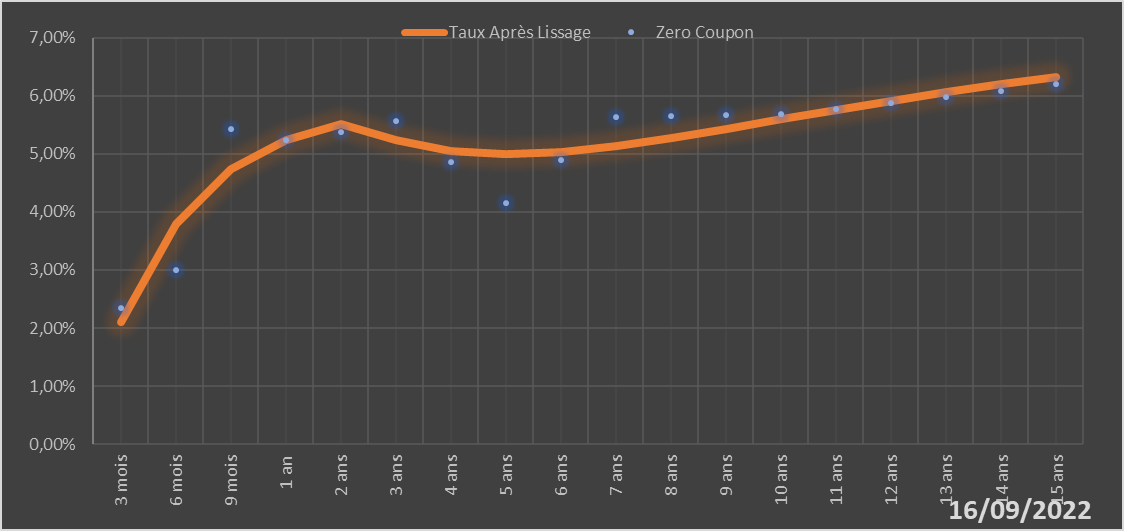 Taux Après Lissage Zero Coupon
7,00%
6,00%
5,00%
4,00%
3,00%
2,00%
1,00%
0,00%
3 mois
6 mois
9 mois
1 an
2 ans
3 ans
4 ans
5 ans
6 ans
7 ans
8 ans
9 ans
10 ans
11 ans
12 ans
13 ans
14 ans
15 ans
16/09/2022